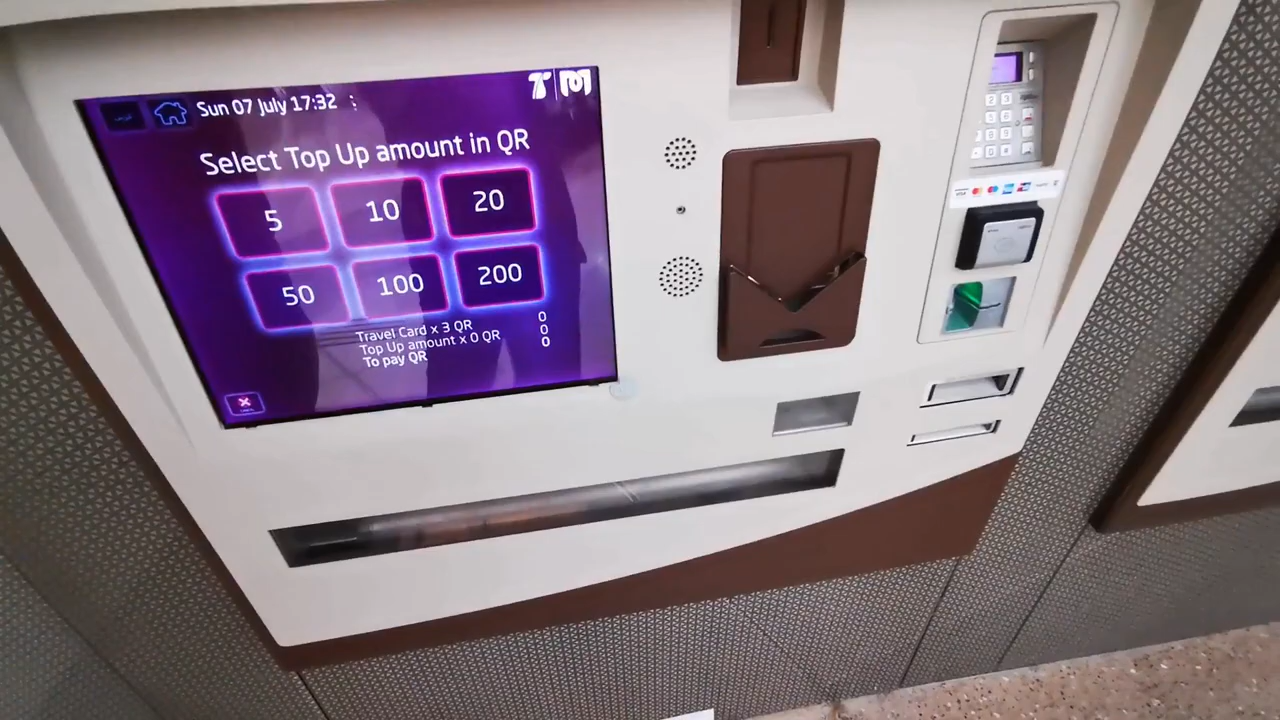 Sun 07 July 17:32
Select Top Up amount in QR
5 10 20
50 100 200
Travel Card x 3 QR 0
Top Up amount x 0 QR 0
To pay QR 0